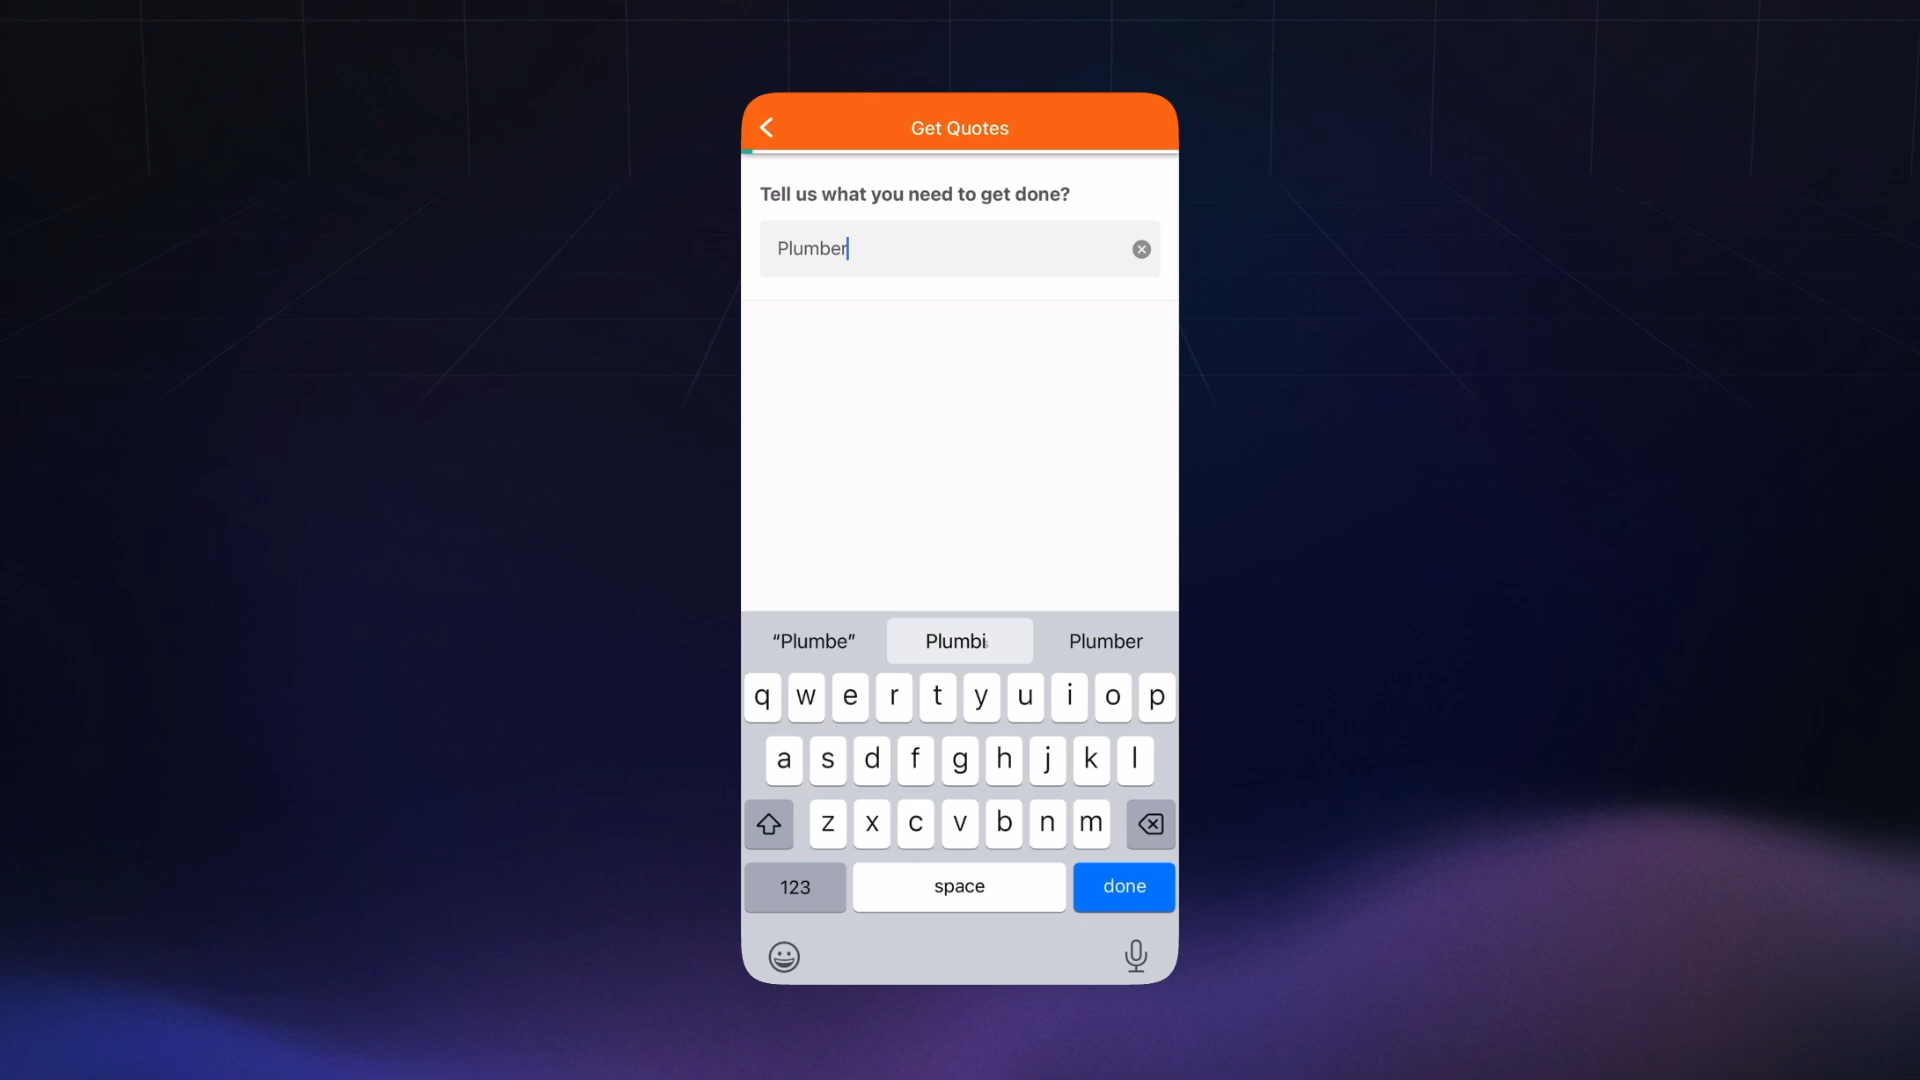 Get Quotes
Tell us what you need to get done?
Plumber
“Plumbe” Plumbi Plumber
q w e r t y u i o p
a s d f g h j k l
z x c v b n m
123 space done